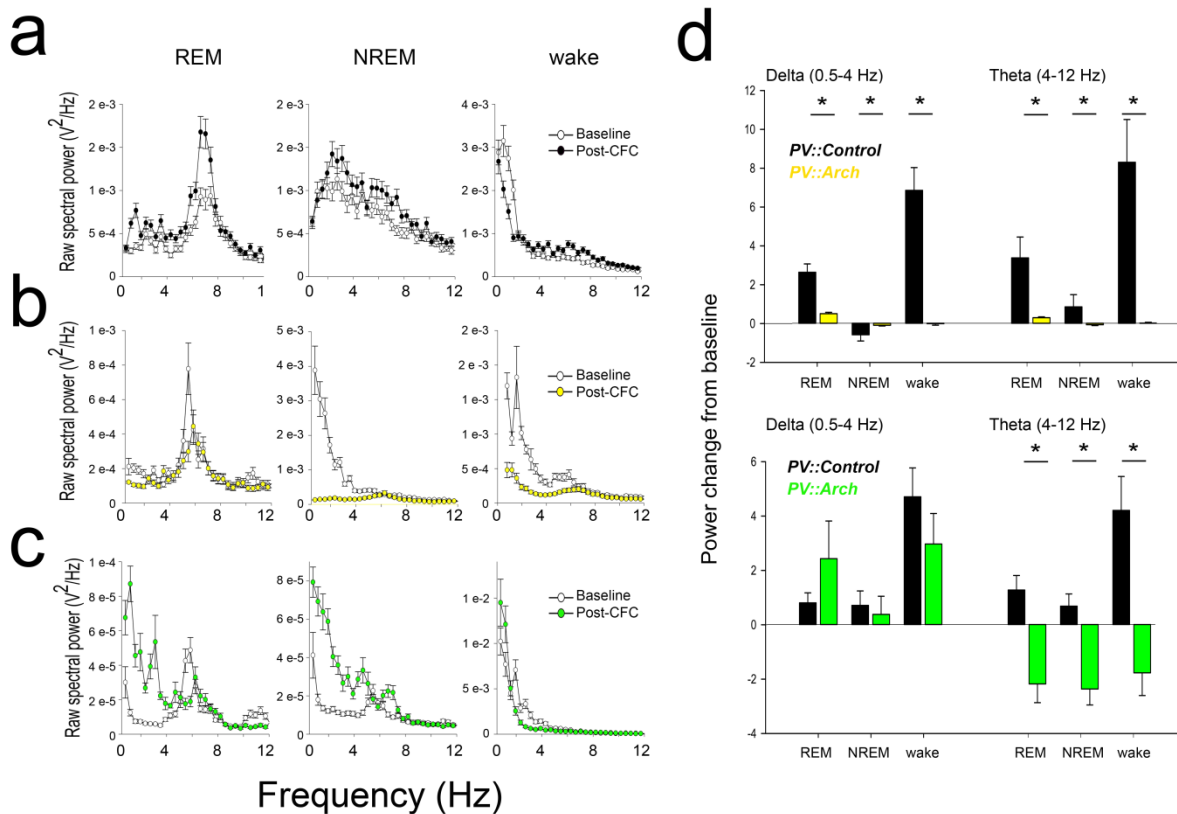 a
REM
NREM
wake
Raw spectral power (V²/Hz)
2 e-3
2 e-3
1 e-3
5 e-4
0
0
4
8
1
2 e-3
2 e-3
1 e-3
5 e-4
0
0
4
8
12
4 e-3
3 e-3
2 e-3
1 e-3
0
0
4
8
12
Baseline
Post-CFC
b
Raw spectral power (V²/Hz)
1 e-3
8 e-4
6 e-4
4 e-4
2 e-4
0
0
4
8
12
5 e-3
4 e-3
3 e-3
2 e-3
1 e-3
0
0
4
8
12
2 e-3
2 e-3
1 e-3
5 e-4
0
0
4
8
12
Baseline
Post-CFC
c
Raw spectral power (V²/Hz)
1 e-4
8 e-5
6 e-5
4 e-5
2 e-5
0
0
4
8
12
8 e-5
6 e-5
4 e-5
2 e-5
0
0
4
8
12
1 e-2
1 e-2
5 e-3
0
0
4
8
12
Baseline
Post-CFC
Frequency (Hz)
d
Power change from baseline
Delta (0.5-4 Hz)
Theta (4-12 Hz)
12
10
8
6
4
2
0
-2
* * * * * *
PV::Control
PV::Arch
REM NREM wake REM NREM wake
Delta (0.5-4 Hz)
Theta (4-12 Hz)
6
4
2
0
-2
-4
* * *
PV::Control
PV::Arch
REM NREM wake REM NREM wake